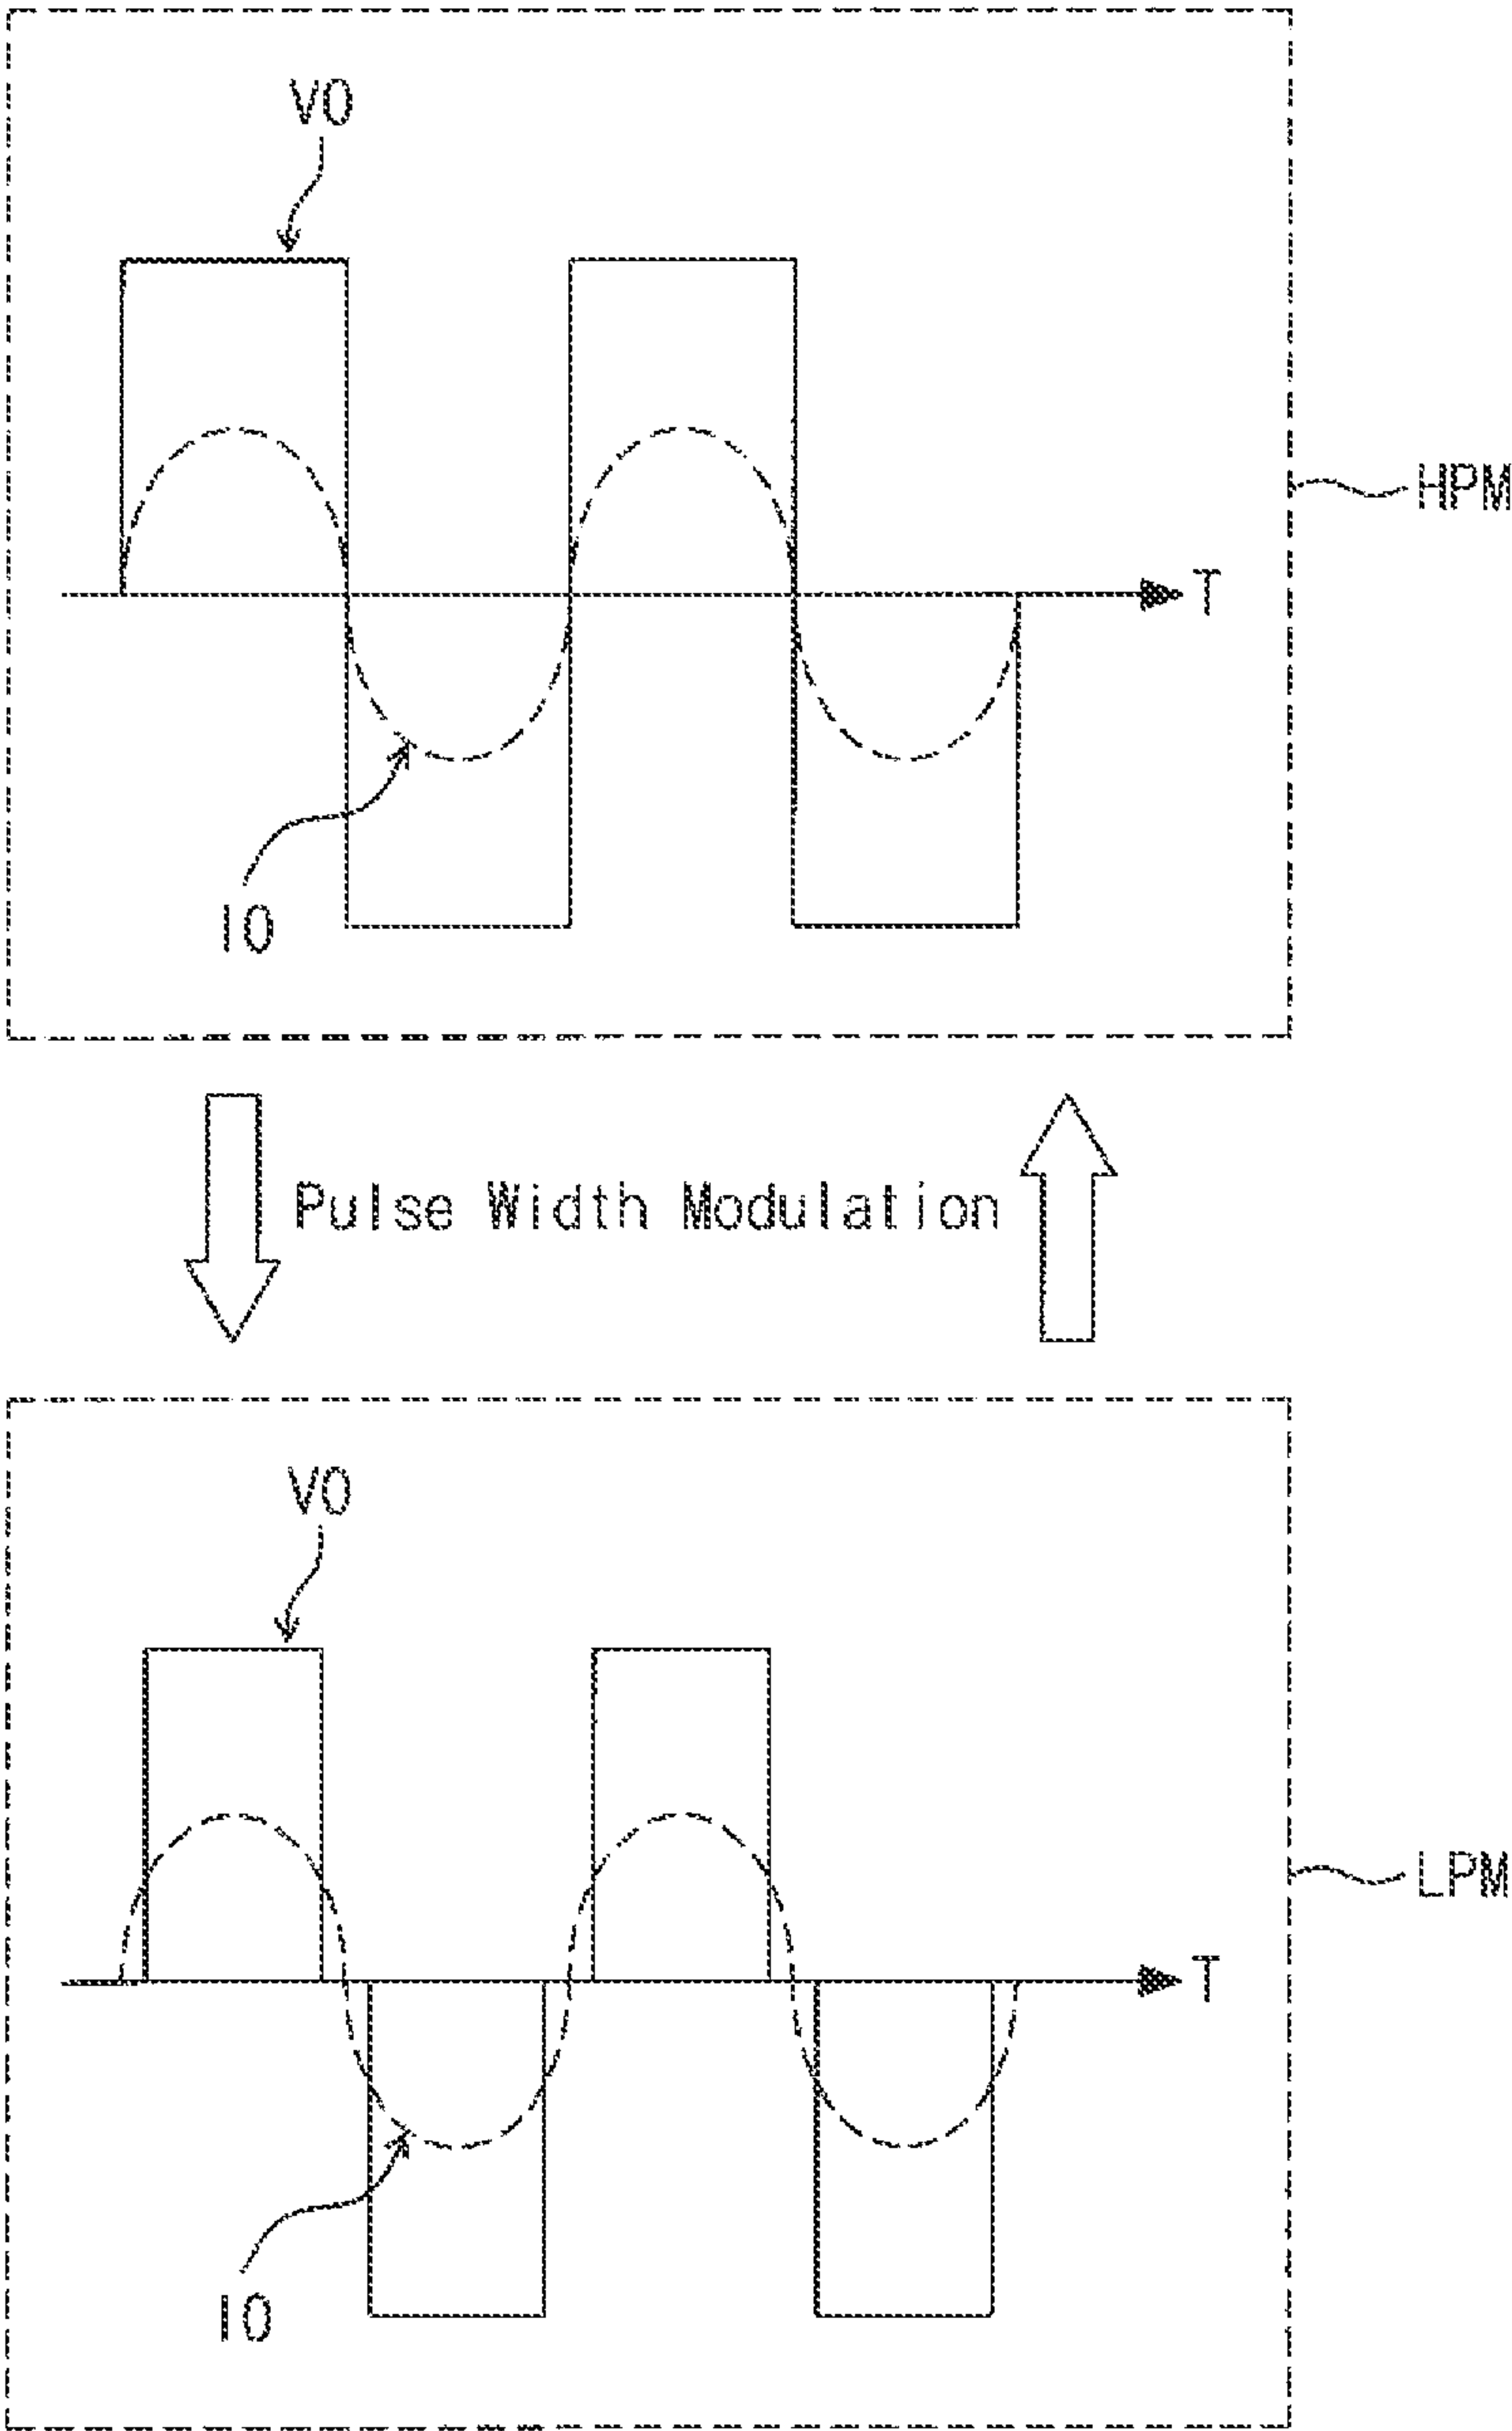 VO
HPM
T
IO
Pulse Width Modulation
VO
LPM
T
IO